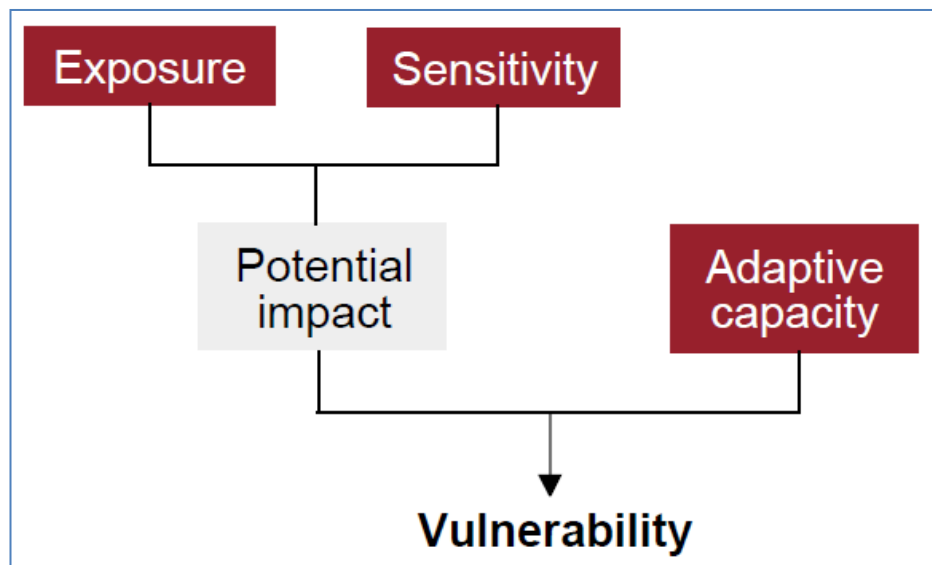 Exposure
Sensitivity
Potential
impact
Adaptive
capacity
Vulnerability